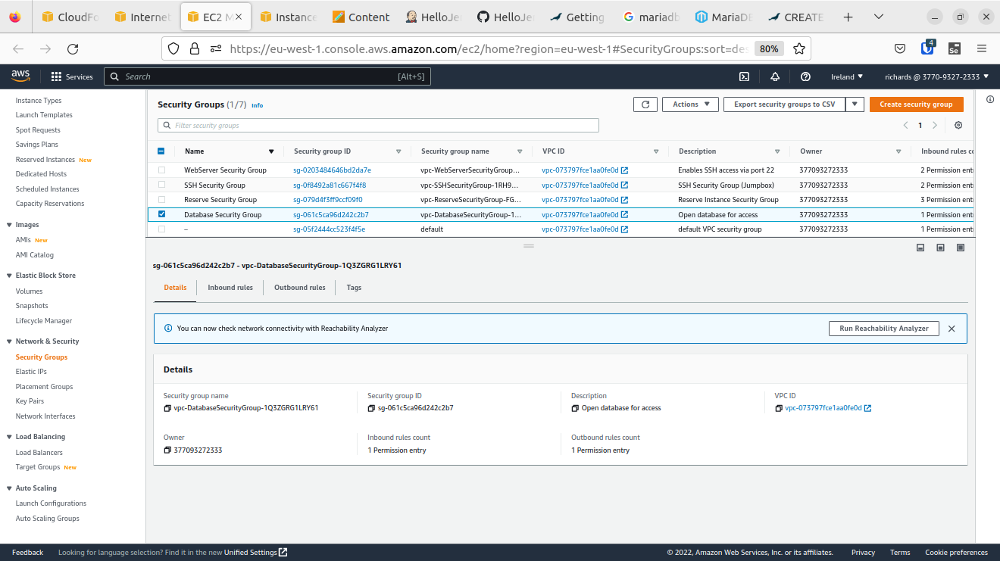 CloudFo
Internet
EC2 M
Instance
Content
HelloJe
HelloJe
Getting
mariadb
MariaDB
CREATE
https://eu-west-1.console.aws.amazon.com/ec2/home?region=eu-west-1#SecurityGroups:sort=des
80%
4
Se
aws
Services
Search
[Alt+S]
Ireland
richards @ 3770-9327-2333
Instance Types
Launch Templates
Spot Requests
Savings Plans
Reserved Instances New
Dedicated Hosts
Scheduled Instances
Capacity Reservations
Images
AMIs New
AMI Catalog
Elastic Block Store
Volumes
Snapshots
Lifecycle Manager
Network & Security
Security Groups
Elastic IPs
Placement Groups
Key Pairs
Network Interfaces
Load Balancing
Load Balancers
Target Groups New
Auto Scaling
Launch Configurations
Auto Scaling Groups
Security Groups (1/7) Info
Actions
Export security groups to CSV
Create security group
Filter security groups
1
Name Security group ID Security group name VPC ID Description Owner Inbound rules co
WebServer Security Group sg-0203484646bd2da7e vpc-WebServerSecurityGroup... vpc-073797fce1aa0fe0d Enables SSH access via port 22 377093272333 2 Permission entr
SSH Security Group sg-0f8492a81c667f4f8 vpc-SSHSecurityGroup-1RH9... vpc-073797fce1aa0fe0d SSH Security Group (Jumpbox) 377093272333 2 Permission entr
Reserve Security Group sg-079d4f3ff9ccf09f0 vpc-ReserveSecurityGroup-FG... vpc-073797fce1aa0fe0d Reserve Instance Security Group 377093272333 3 Permission entr
Database Security Group sg-061c5ca96d242c2b7 vpc-DatabaseSecurityGroup-1... vpc-073797fce1aa0fe0d Open database for access 377093272333 1 Permission entr
– sg-05f2444cc523f4f5e default vpc-073797fce1aa0fe0d default VPC security group 377093272333 1 Permission entr
sg-061c5ca96d242c2b7 - vpc-DatabaseSecurityGroup-1Q3ZGRG1LRY61
Details Inbound rules Outbound rules Tags
You can now check network connectivity with Reachability Analyzer
Run Reachability Analyzer
Details
Security group name Security group ID Description VPC ID
vpc-DatabaseSecurityGroup-1Q3ZGRG1LRY61 sg-061c5ca96d242c2b7 Open database for access vpc-073797fce1aa0fe0d
Owner Inbound rules count Outbound rules count
377093272333 1 Permission entry 1 Permission entry
Feedback Looking for language selection? Find it in the new Unified Settings © 2022, Amazon Web Services, Inc. or its affiliates. Privacy Terms Cookie preferences